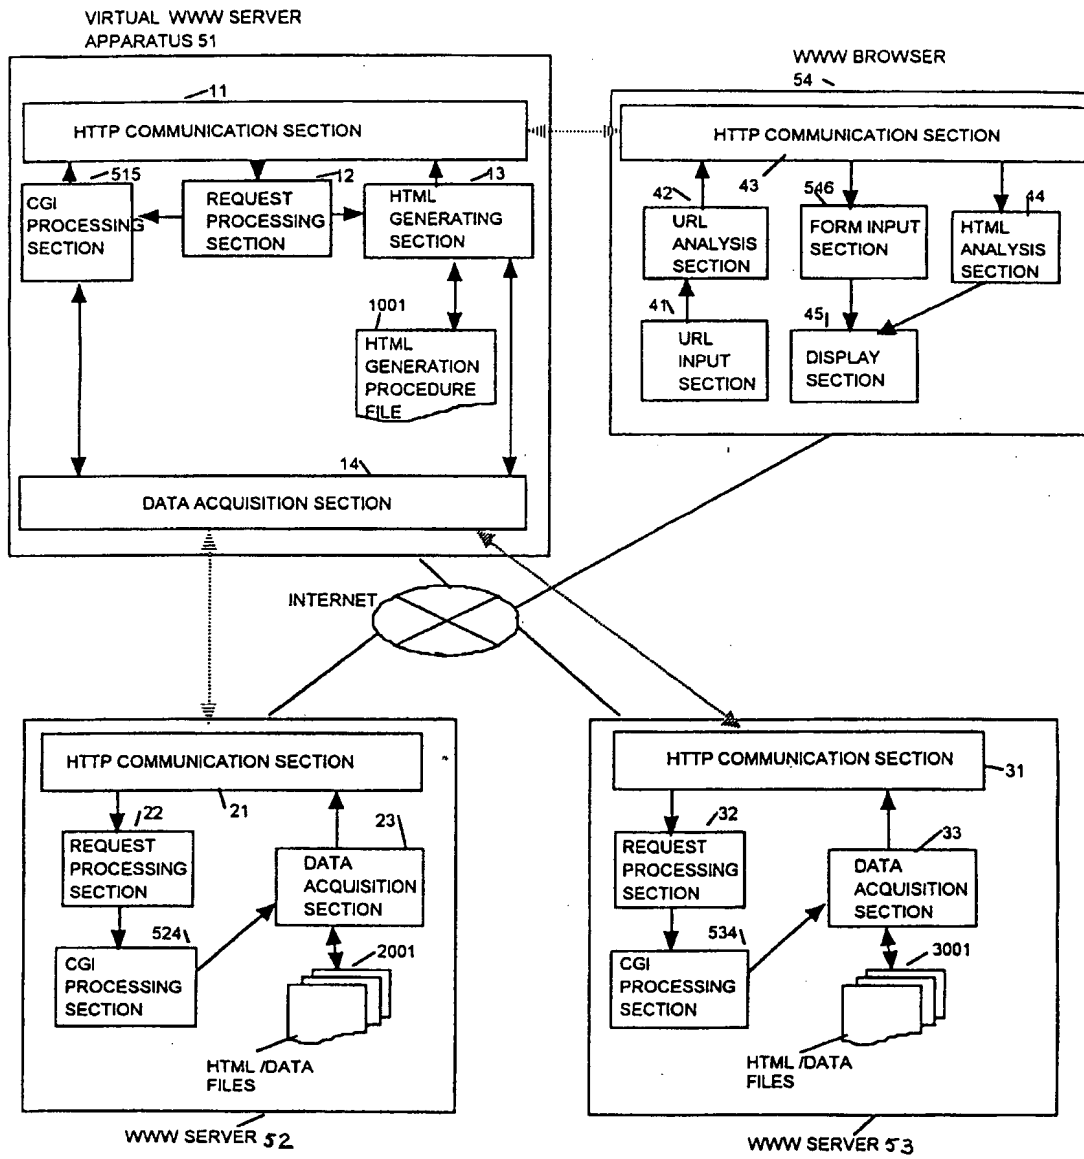 VIRTUAL WWW SERVER
APPARATUS 51
11
HTTP COMMUNICATION SECTION
515
12
13
CGI
PROCESSING
SECTION
REQUEST
PROCESSING
SECTION
HTML
GENERATING
SECTION
1001
HTML
GENERATION
PROCEDURE
FILE
14
DATA ACQUISITION SECTION
WWW BROWSER
54
HTTP COMMUNICATION SECTION
42
43
546
44
URL
ANALYSIS
SECTION
FORM INPUT
SECTION
HTML
ANALYSIS
SECTION
41
45
URL
INPUT
SECTION
DISPLAY
SECTION
INTERNET
HTTP COMMUNICATION SECTION
22
21
23
REQUEST
PROCESSING
SECTION
DATA
ACQUISITION
SECTION
524
2001
CGI
PROCESSING
SECTION
HTML /DATA
FILES
WWW SERVER 52
HTTP COMMUNICATION SECTION
31
32
33
REQUEST
PROCESSING
SECTION
DATA
ACQUISITION
SECTION
534
3001
CGI
PROCESSING
SECTION
HTML /DATA
FILES
WWW SERVER 53